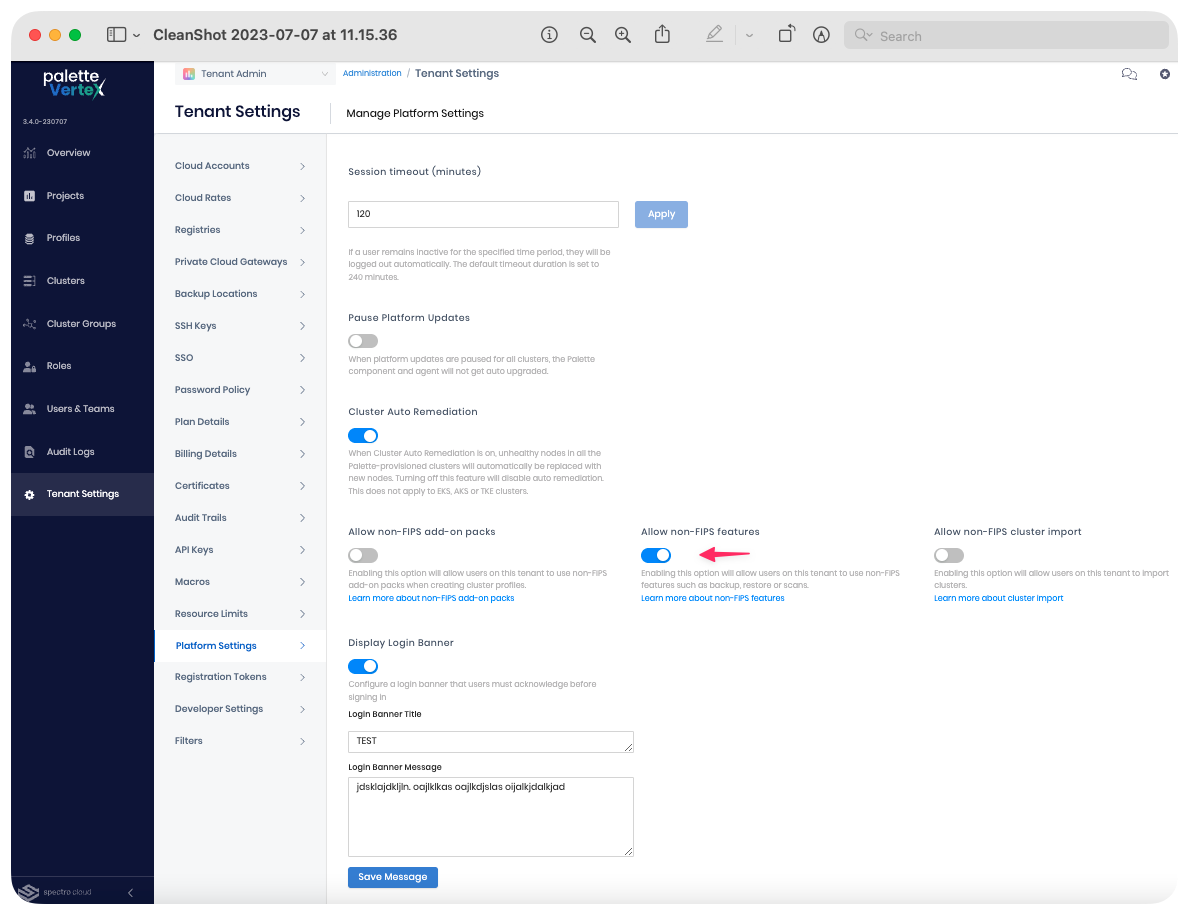 CleanShot 2023-07-07 at 11.15.36
Search
palette
VerteX
3.4.0-230707
Overview
Projects
Profiles
Clusters
Cluster Groups
Roles
Users & Teams
Audit Logs
Tenant Settings
spectro cloud
Tenant Admin
Administration / Tenant Settings
Tenant Settings
Manage Platform Settings
Cloud Accounts
Cloud Rates
Registries
Private Cloud Gateways
Backup Locations
SSH Keys
SSO
Password Policy
Plan Details
Billing Details
Certificates
Audit Trails
API Keys
Macros
Resource Limits
Platform Settings
Registration Tokens
Developer Settings
Filters
Session timeout (minutes)
120
Apply
If a user remains inactive for the specified time period, they will be
logged out automatically. The default timeout duration is set to
240 minutes.
Pause Platform Updates
When platform updates are paused for all clusters, the Palette
component and agent will not get auto upgraded.
Cluster Auto Remediation
When Cluster Auto Remediation is on, unhealthy nodes in all the
Palette-provisioned clusters will automatically be replaced with
new nodes. Turning off this feature will disable auto remediation.
This does not apply to EKS, AKS or TKE clusters.
Allow non-FIPS add-on packs
Enabling this option will allow users on this tenant to use non-FIPS
add-on packs when creating cluster profiles.
Learn more about non-FIPS add-on packs
Allow non-FIPS features
Enabling this option will allow users on this tenant to use non-FIPS
features such as backup, restore or scans.
Learn more about non-FIPS features
Allow non-FIPS cluster import
Enabling this option will allow users on this tenant to import
clusters.
Learn more about cluster import
Display Login Banner
Configure a login banner that users must acknowledge before
signing in
Login Banner Title
TEST
Login Banner Message
jdsklajdkljln. oajlklkas oajlkdjslas oijalkjdalkjad
Save Message